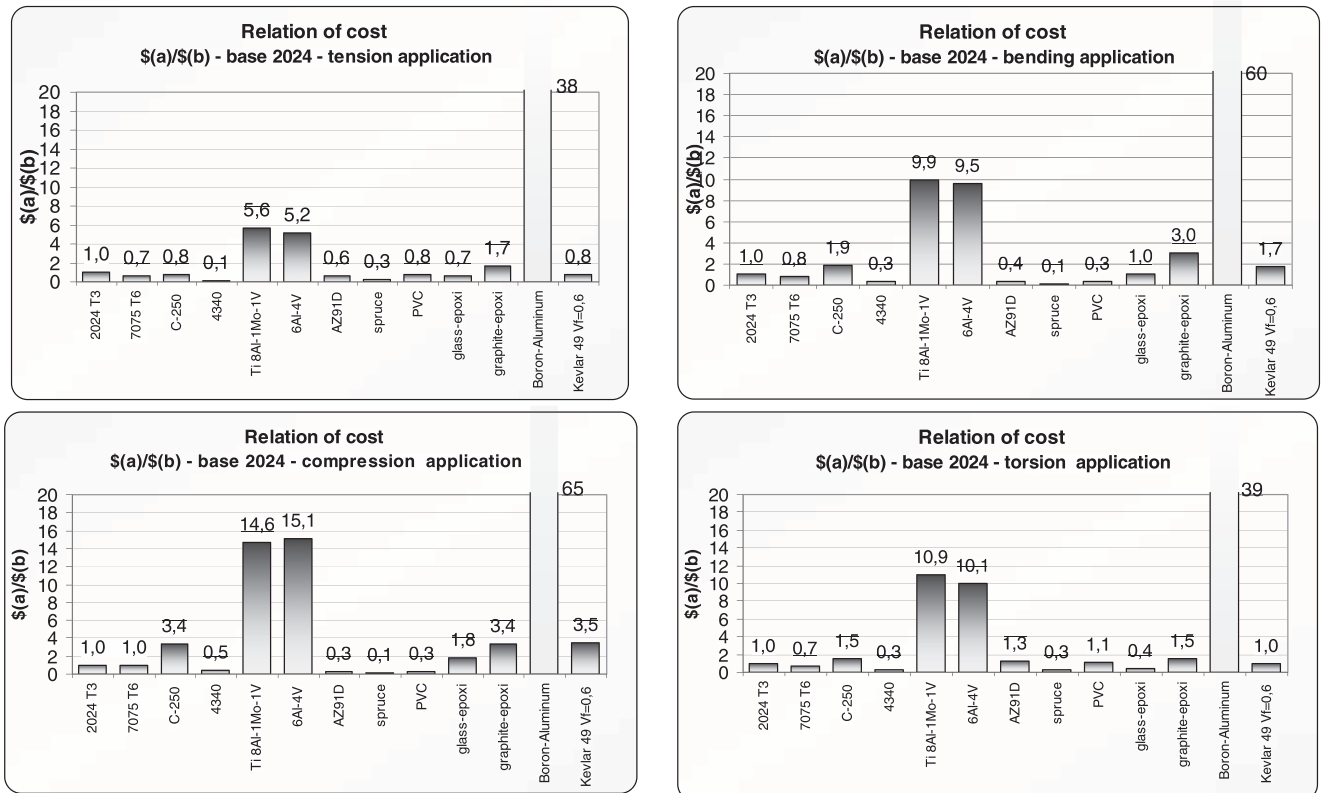 Relation of cost
$(a)/$(b) - base 2024 - tension application
38
20
18
16
14
12
10
8
6
4
2
0
$(a)/$(b)
1,0
0,7
0,8
0,1
5,6
5,2
0,6
0,3
0,8
0,7
1,7
0,8
2024 T3
7075 T6
C-250
4340
Ti 8Al-1Mo-1V
6Al-4V
AZ91D
spruce
PVC
glass-epoxi
graphite-epoxi
Boron-Aluminum
Kevlar 49 Vf=0,6
Relation of cost
$(a)/$(b) - base 2024 - bending application
60
20
18
16
14
12
10
8
6
4
2
0
$(a)/$(b)
1,0
0,8
1,9
0,3
9,9
9,5
0,4
0,1
0,3
1,0
3,0
1,7
2024 T3
7075 T6
C-250
4340
Ti 8Al-1Mo-1V
6Al-4V
AZ91D
spruce
PVC
glass-epoxi
graphite-epoxi
Boron-Aluminum
Kevlar 49 Vf=0,6
Relation of cost
$(a)/$(b) - base 2024 - compression application
65
20
18
16
14
12
10
8
6
4
2
0
$(a)/$(b)
1,0
1,0
3,4
0,5
14,6
15,1
0,3
0,1
0,3
1,8
3,4
3,5
2024 T3
7075 T6
C-250
4340
Ti 8Al-1Mo-1V
6Al-4V
AZ91D
spruce
PVC
glass-epoxi
graphite-epoxi
Boron-Aluminum
Kevlar 49 Vf=0,6
Relation of cost
$(a)/$(b) - base 2024 - torsion application
39
20
18
16
14
12
10
8
6
4
2
0
$(a)/$(b)
1,0
0,7
1,5
0,3
10,9
10,1
1,3
0,3
1,1
0,4
1,5
1,0
2024 T3
7075 T6
C-250
4340
Ti 8Al-1Mo-1V
6Al-4V
AZ91D
spruce
PVC
glass-epoxi
graphite-epoxi
Boron-Aluminum
Kevlar 49 Vf=0,6